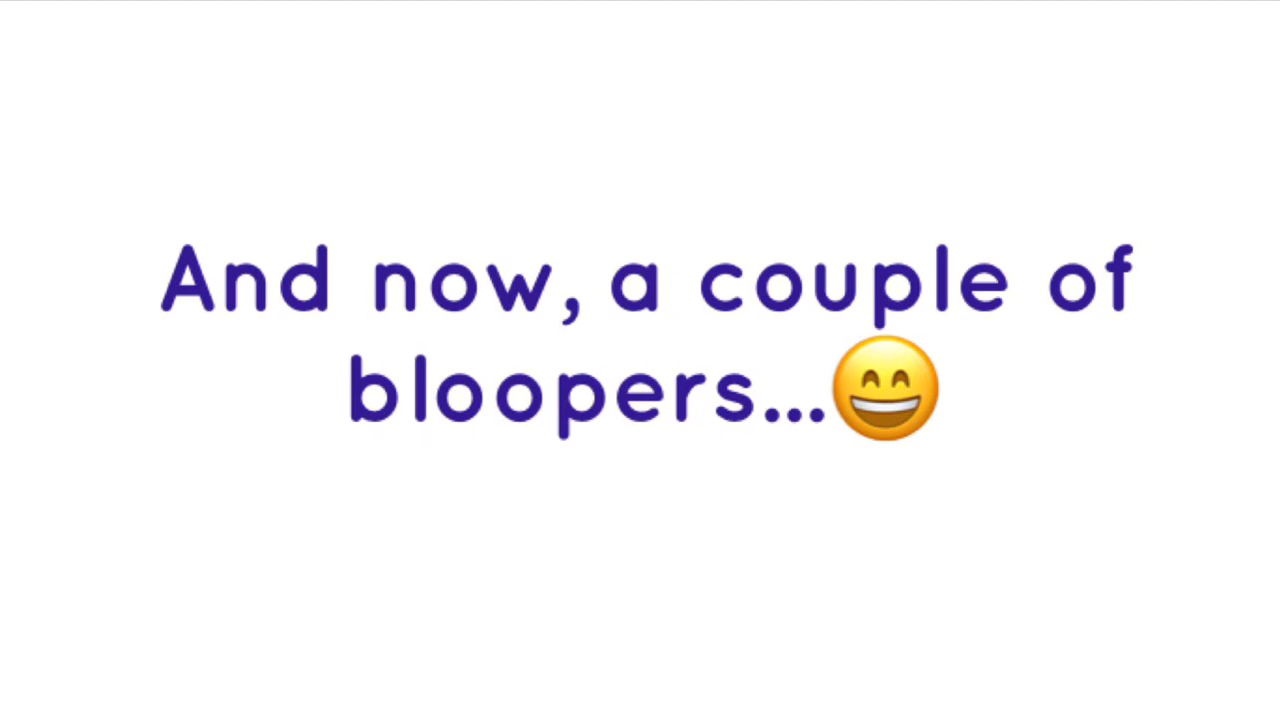 And now, a couple of
bloopers...😄